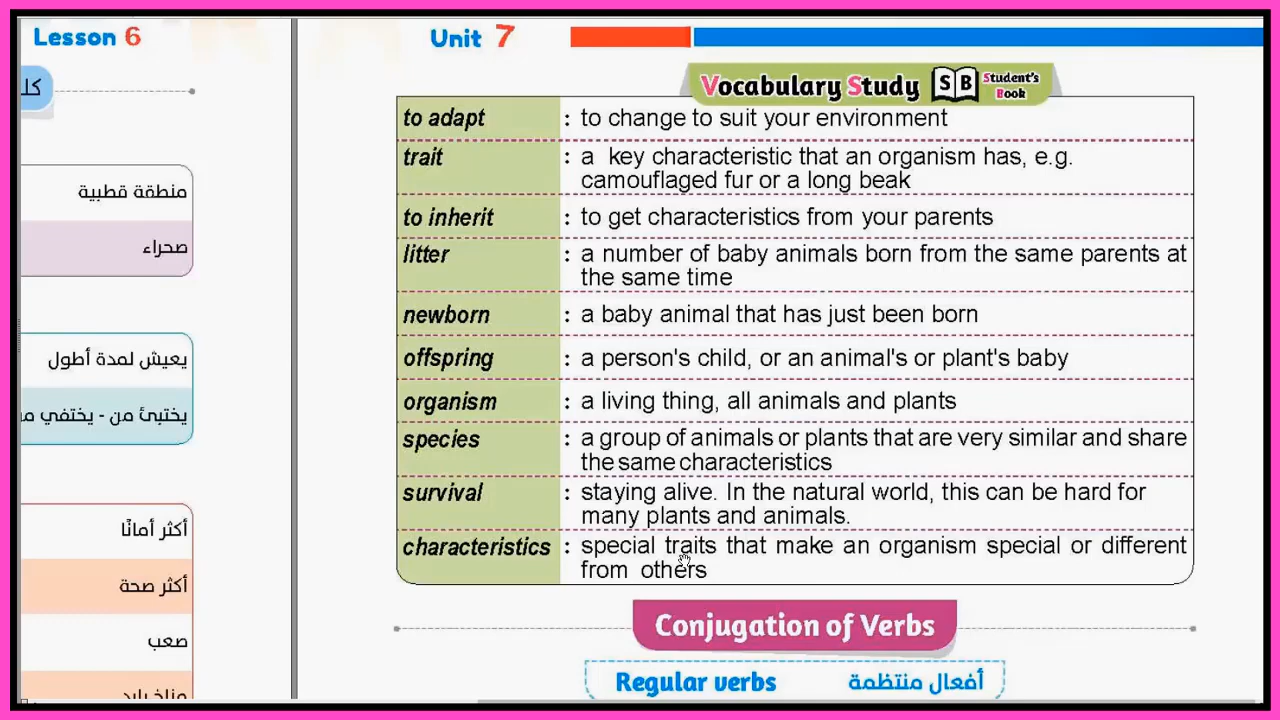 Lesson 6
منطقة قطبية
صحراء
يعيش لمدة أطول
يختبئ من - يختفي
أكثر أمانًا
أكثر صحة
صعب
مناخ بارد
Unit 7
Vocabulary Study SB Student's Book
to adapt : to change to suit your environment
trait : a key characteristic that an organism has, e.g.
camouflaged fur or a long beak
to inherit : to get characteristics from your parents
litter : a number of baby animals born from the same parents at
the same time
newborn : a baby animal that has just been born
offspring : a person's child, or an animal's or plant's baby
organism : a living thing, all animals and plants
species : a group of animals or plants that are very similar and share
the same characteristics
survival : staying alive. In the natural world, this can be hard for
many plants and animals.
characteristics : special traits that make an organism special or different
from others
Conjugation of Verbs
Regular verbs أفعال منتظمة